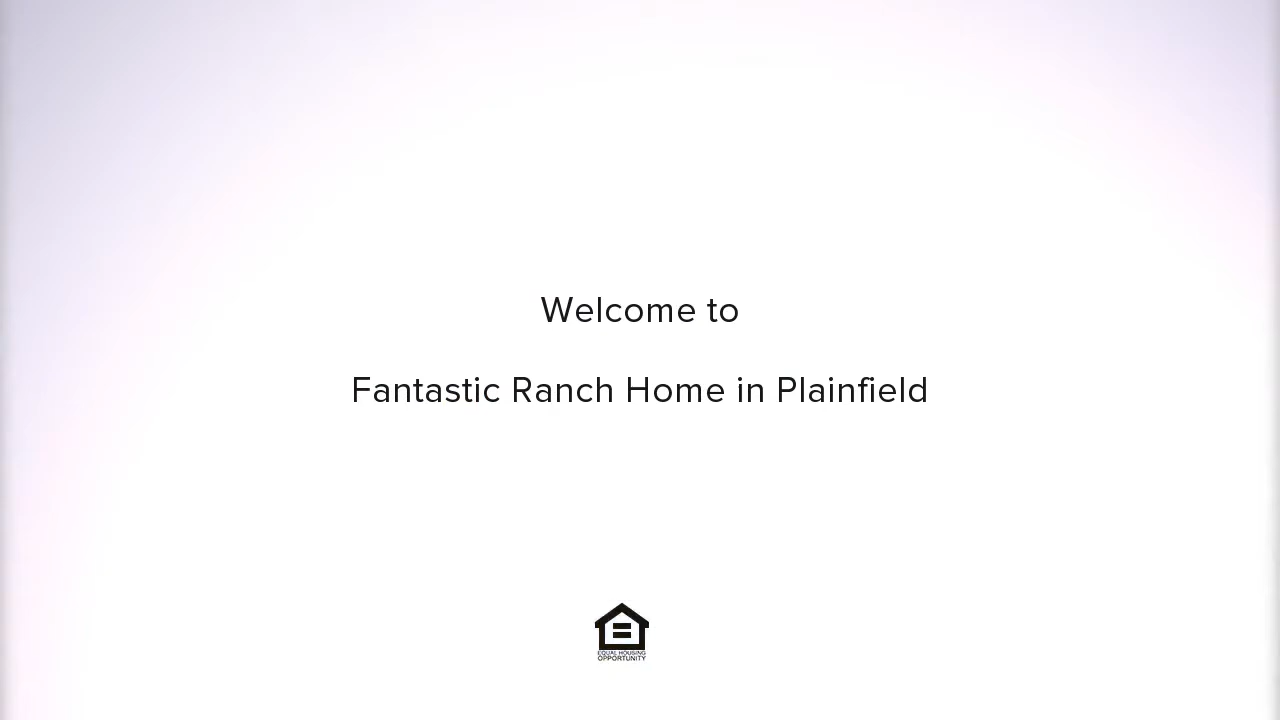 Welcome to
Fantastic Ranch Home in Plainfield
EQUAL HOUSING
OPPORTUNITY